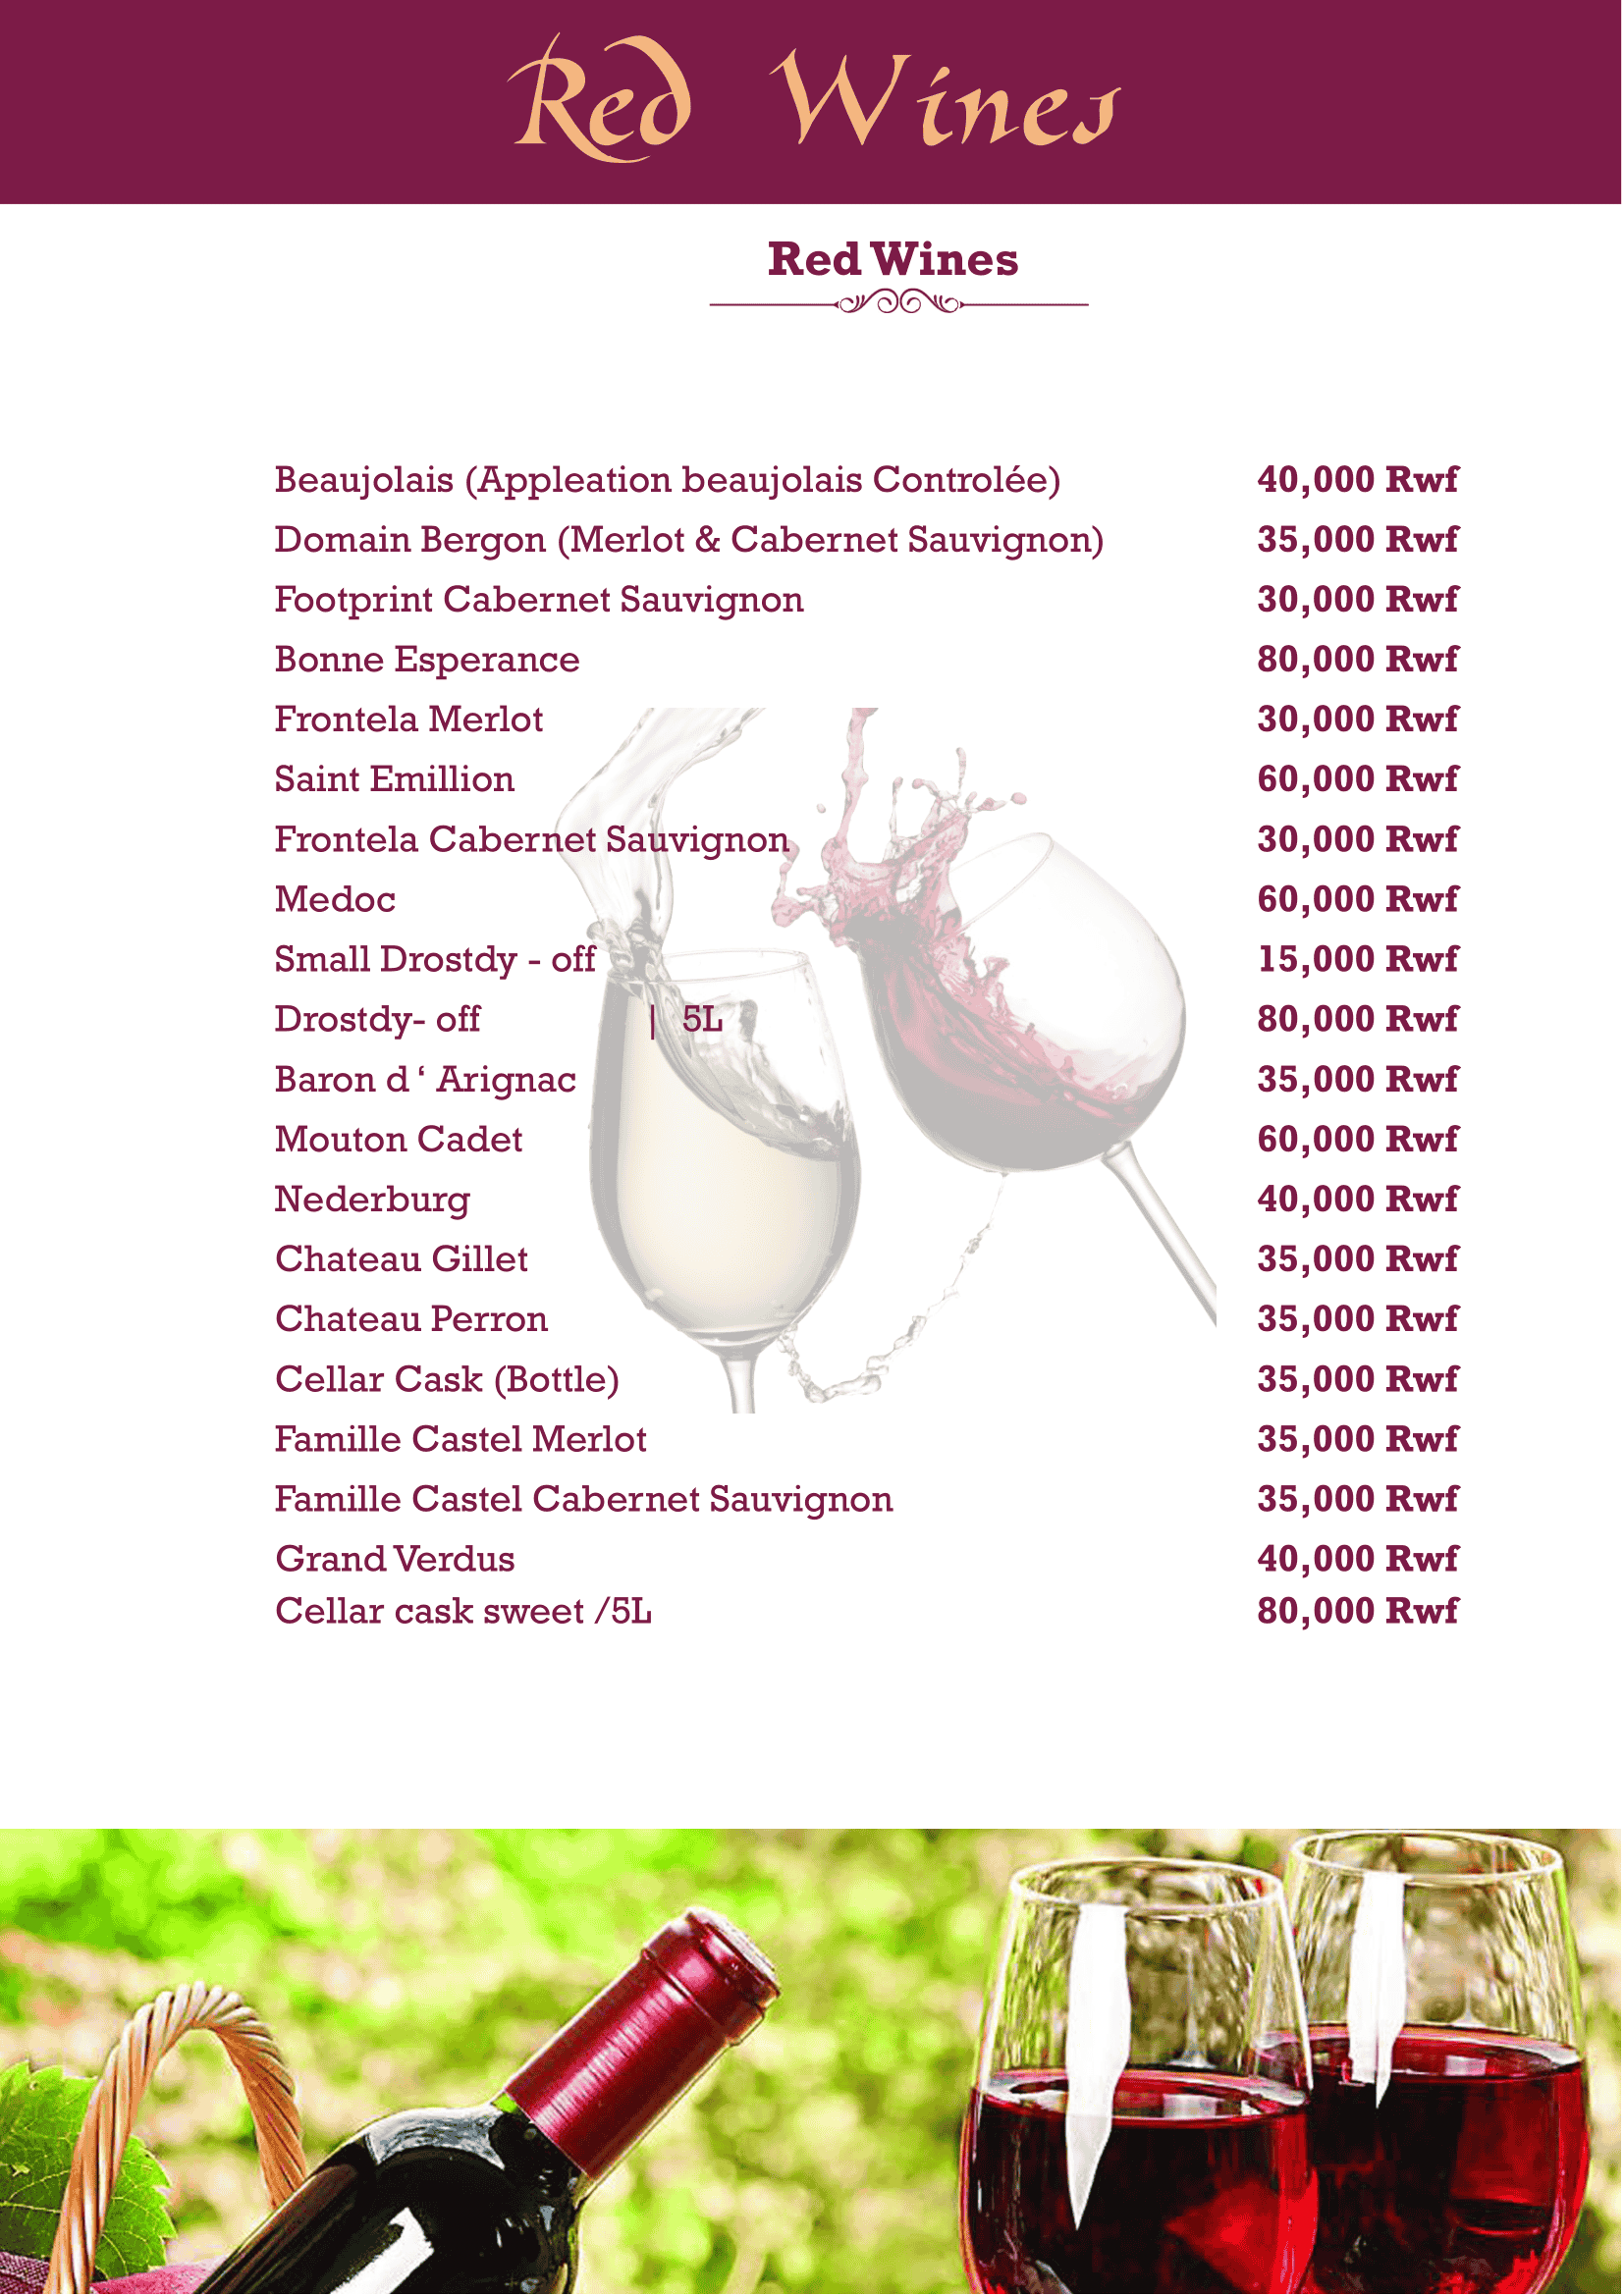 Red Wines
Red Wines
Beaujolais (Appleation beaujolais Controlée) 40,000 Rwf
Domain Bergon (Merlot & Cabernet Sauvignon) 35,000 Rwf
Footprint Cabernet Sauvignon 30,000 Rwf
Bonne Esperance 80,000 Rwf
Frontela Merlot 30,000 Rwf
Saint Emillion 60,000 Rwf
Frontela Cabernet Sauvignon 30,000 Rwf
Medoc 60,000 Rwf
Small Drostdy - off 15,000 Rwf
Drostdy- off | 5L 80,000 Rwf
Baron d ‘ Arignac 35,000 Rwf
Mouton Cadet 60,000 Rwf
Nederburg 40,000 Rwf
Chateau Gillet 35,000 Rwf
Chateau Perron 35,000 Rwf
Cellar Cask (Bottle) 35,000 Rwf
Famille Castel Merlot 35,000 Rwf
Famille Castel Cabernet Sauvignon 35,000 Rwf
Grand Verdus 40,000 Rwf
Cellar cask sweet /5L 80,000 Rwf